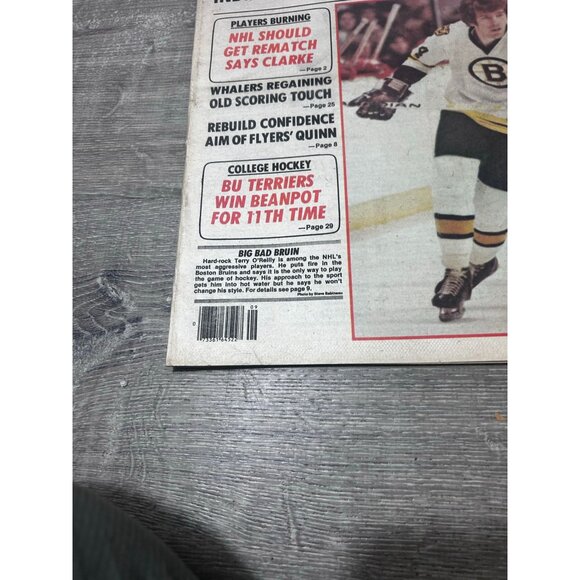 PLAYERS BURNING
NHL SHOULD
GET REMATCH
SAYS CLARKE
—Page 2
WHALERS REGAINING
OLD SCORING TOUCH
—Page 25
REBUILD CONFIDENCE
AIM OF FLYERS' QUINN
—Page 8
COLLEGE HOCKEY
BU TERRIERS
WIN BEANPOT
FOR 11TH TIME
—Page 29
BIG BAD BRUIN
Hard-rock Terry O'Reilly is among the NHL's
most aggressive players. He puts fire in the
Boston Bruins and says it is the only way to play
the game of hockey. His approach to the sport
gets him into hot water but he says he won't
change his style. For details see page 9.
Photo by Steve Babineau
09
0
73361 64522
B